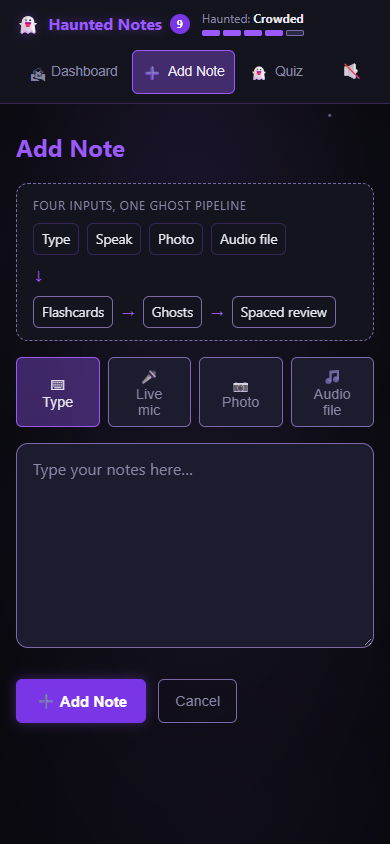 Haunted Notes 9
Haunted: Crowded
Dashboard
Add Note
Quiz
Add Note
FOUR INPUTS, ONE GHOST PIPELINE
Type Speak Photo Audio file
↓
Flashcards → Ghosts → Spaced review
Type
Live
mic
Photo
Audio
file
Type your notes here...
Add Note
Cancel